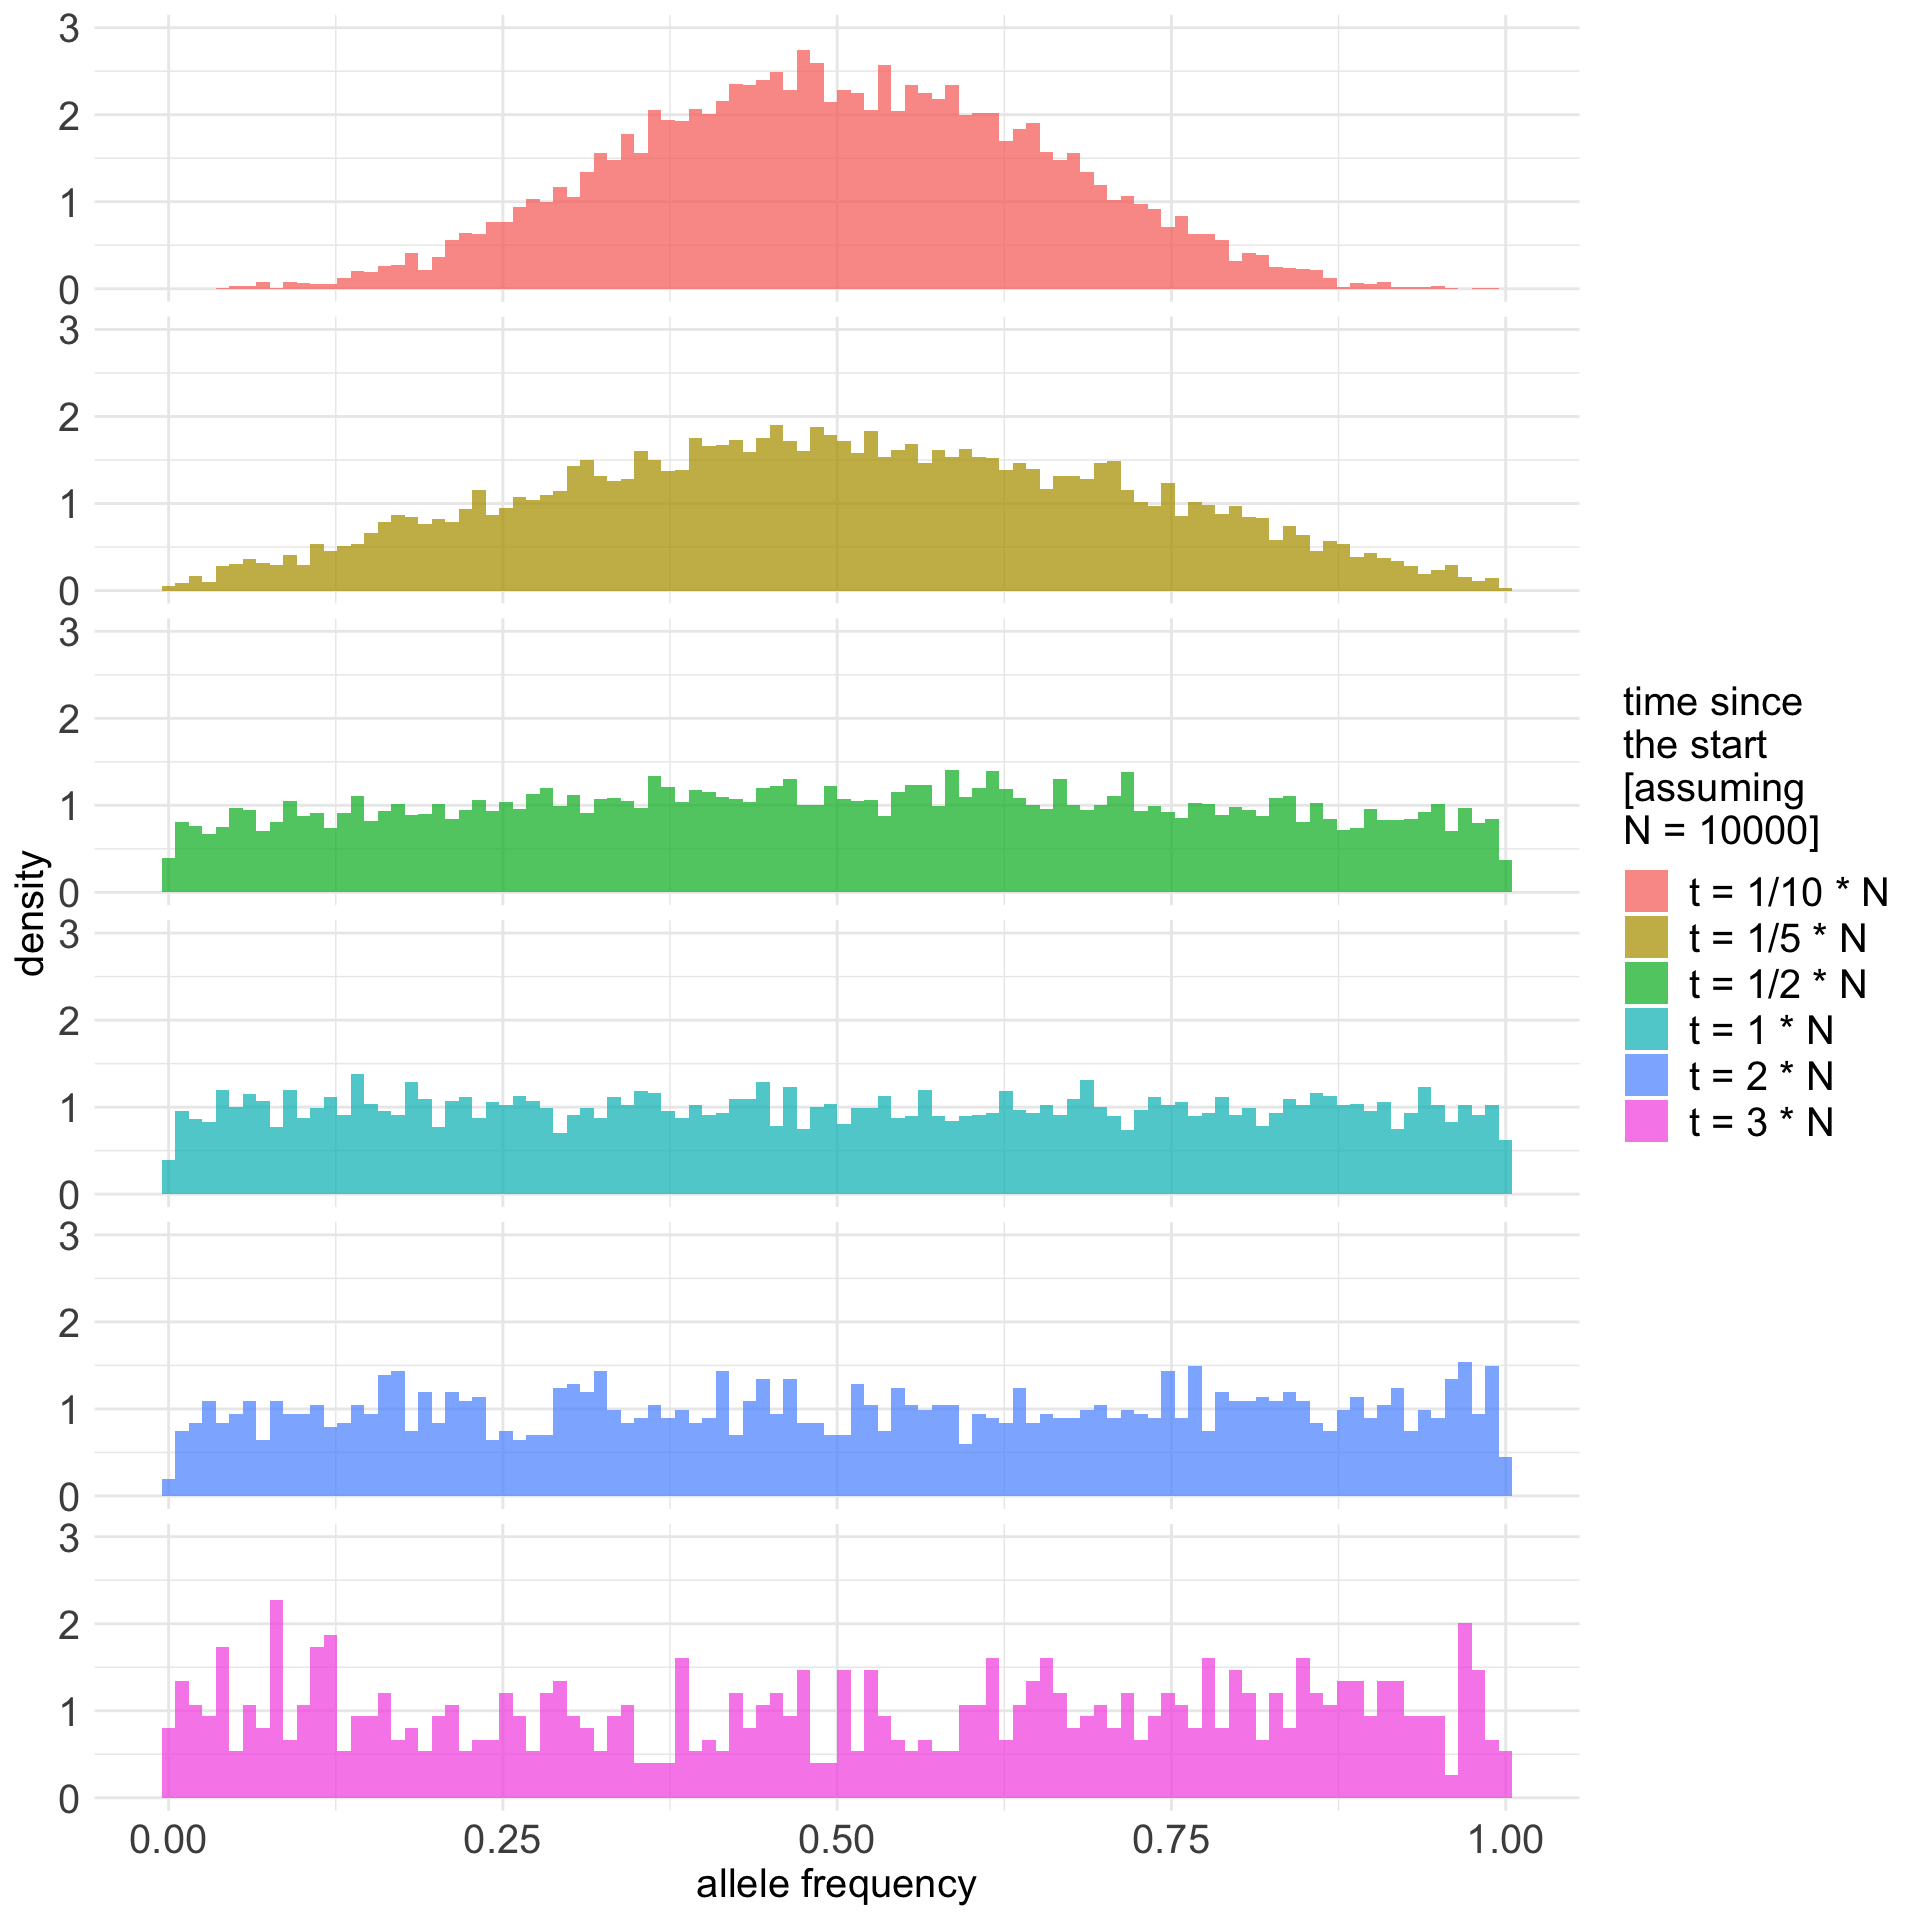 3
2
1
0
3
2
1
0
3
2
1
0
3
2
1
0
3
2
1
0
3
2
1
0
density
0.00 0.25 0.50 0.75 1.00
allele frequency
time since
the start
[assuming
N = 10000]
t = 1/10 * N
t = 1/5 * N
t = 1/2 * N
t = 1 * N
t = 2 * N
t = 3 * N